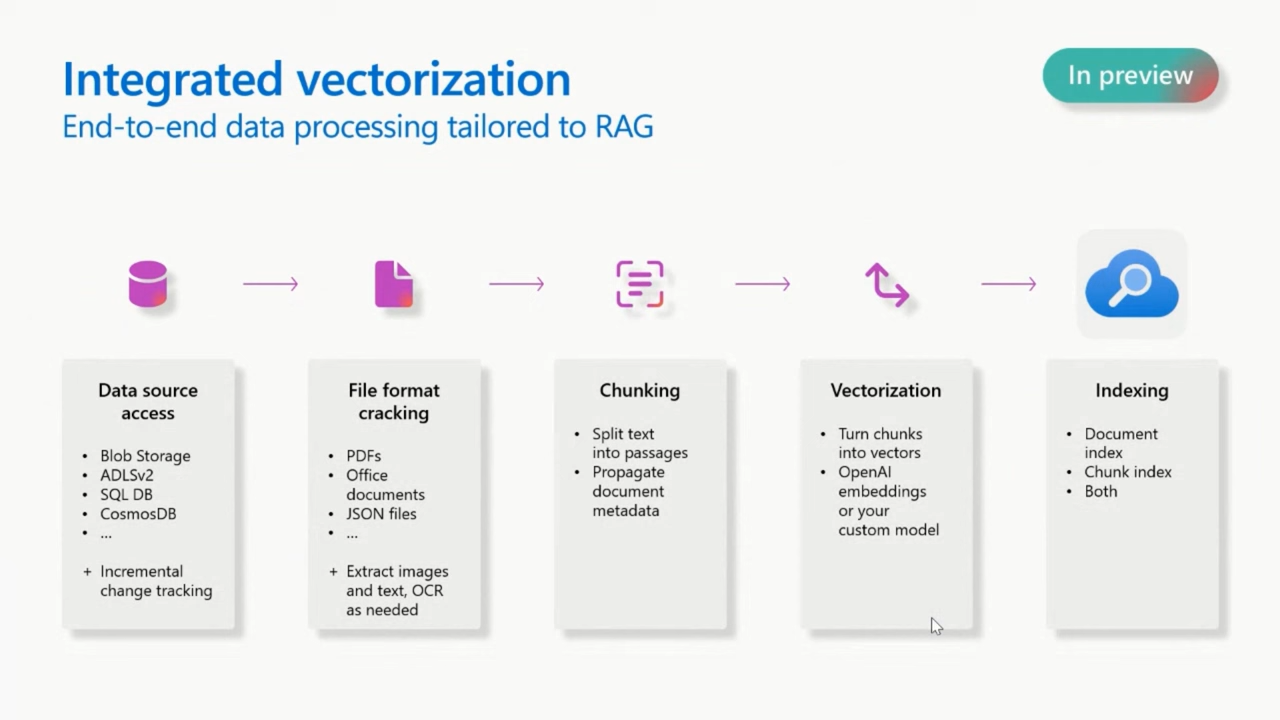 Integrated vectorization
End-to-end data processing tailored to RAG
In preview
Data source
access
• Blob Storage
• ADLSv2
• SQL DB
• CosmosDB
• ...
+ Incremental
change tracking
File format
cracking
• PDFs
• Office
documents
• JSON files
• ...
+ Extract images
and text, OCR
as needed
Chunking
• Split text
into passages
• Propagate
document
metadata
Vectorization
• Turn chunks
into vectors
• OpenAI
embeddings
or your
custom model
Indexing
• Document
index
• Chunk index
• Both